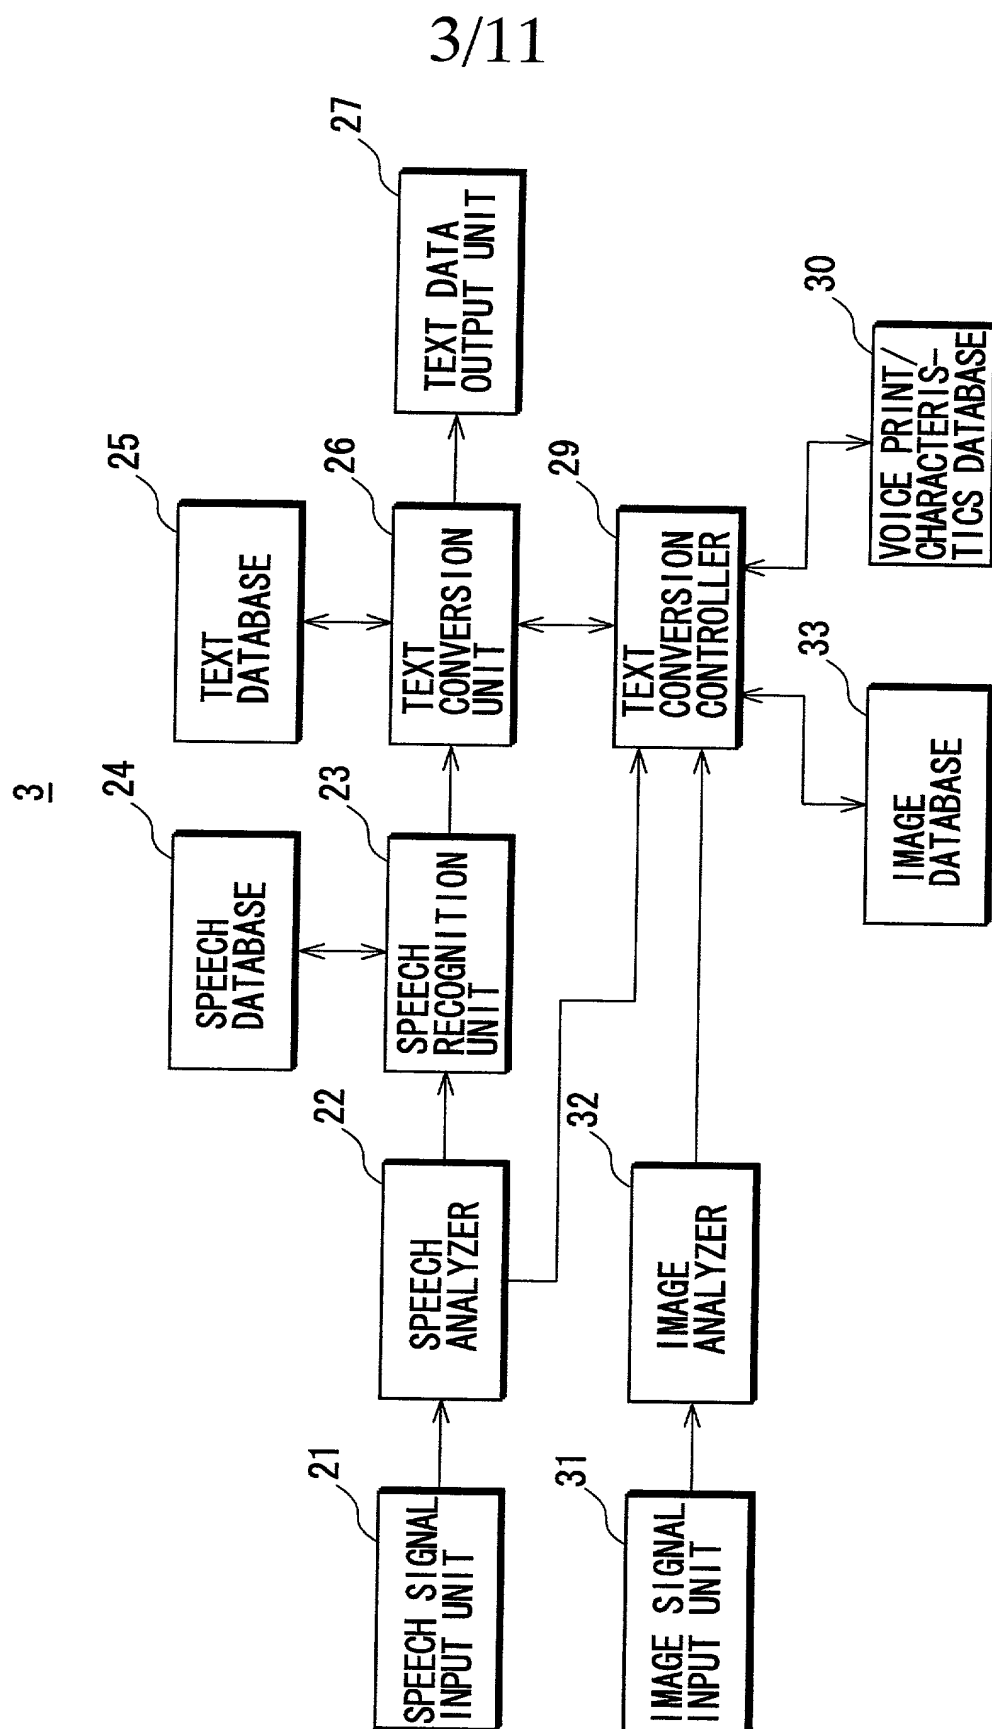 3/11
3
24
SPEECH
DATABASE
25
TEXT
DATABASE
21
SPEECH SIGNAL
INPUT UNIT
22
SPEECH
ANALYZER
23
SPEECH
RECOGNITION
UNIT
26
TEXT
CONVERSION
UNIT
27
TEXT DATA
OUTPUT UNIT
31
IMAGE SIGNAL
INPUT UNIT
32
IMAGE
ANALYZER
29
TEXT
CONVERSION
CONTROLLER
33
IMAGE
DATABASE
30
VOICE PRINT/
CHARACTERIS-
TICS DATABASE